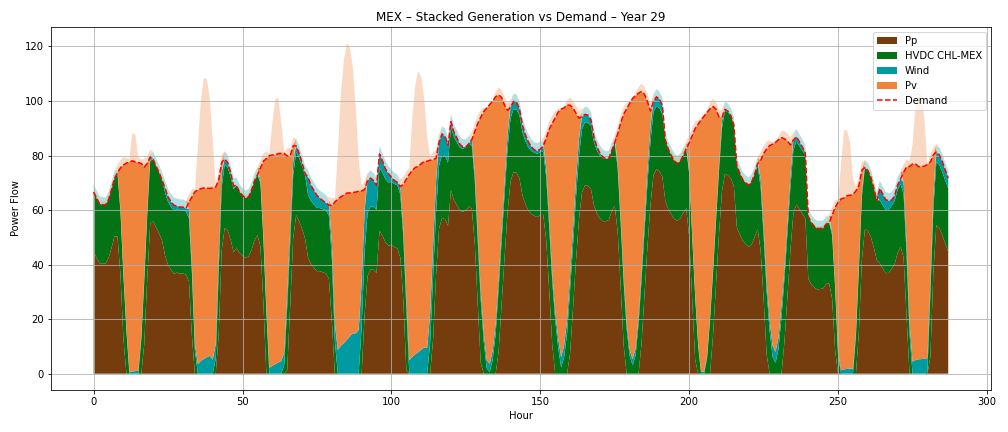 MEX – Stacked Generation vs Demand – Year 29
Power Flow
120
100
80
60
40
20
0
Pp
HVDC CHL-MEX
Wind
Pv
Demand
0 50 100 150 200 250 300
Hour